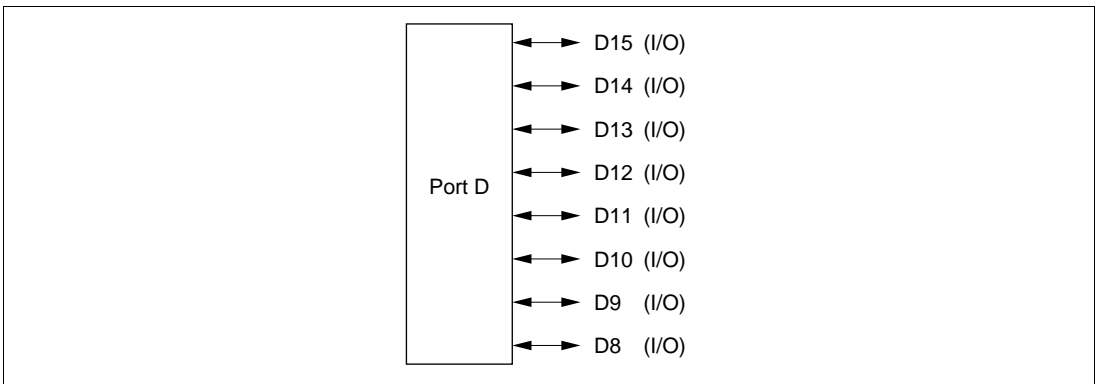 D15 (I/O)
D14 (I/O)
D13 (I/O)
D12 (I/O)
Port D
D11 (I/O)
D10 (I/O)
D9 (I/O)
D8 (I/O)